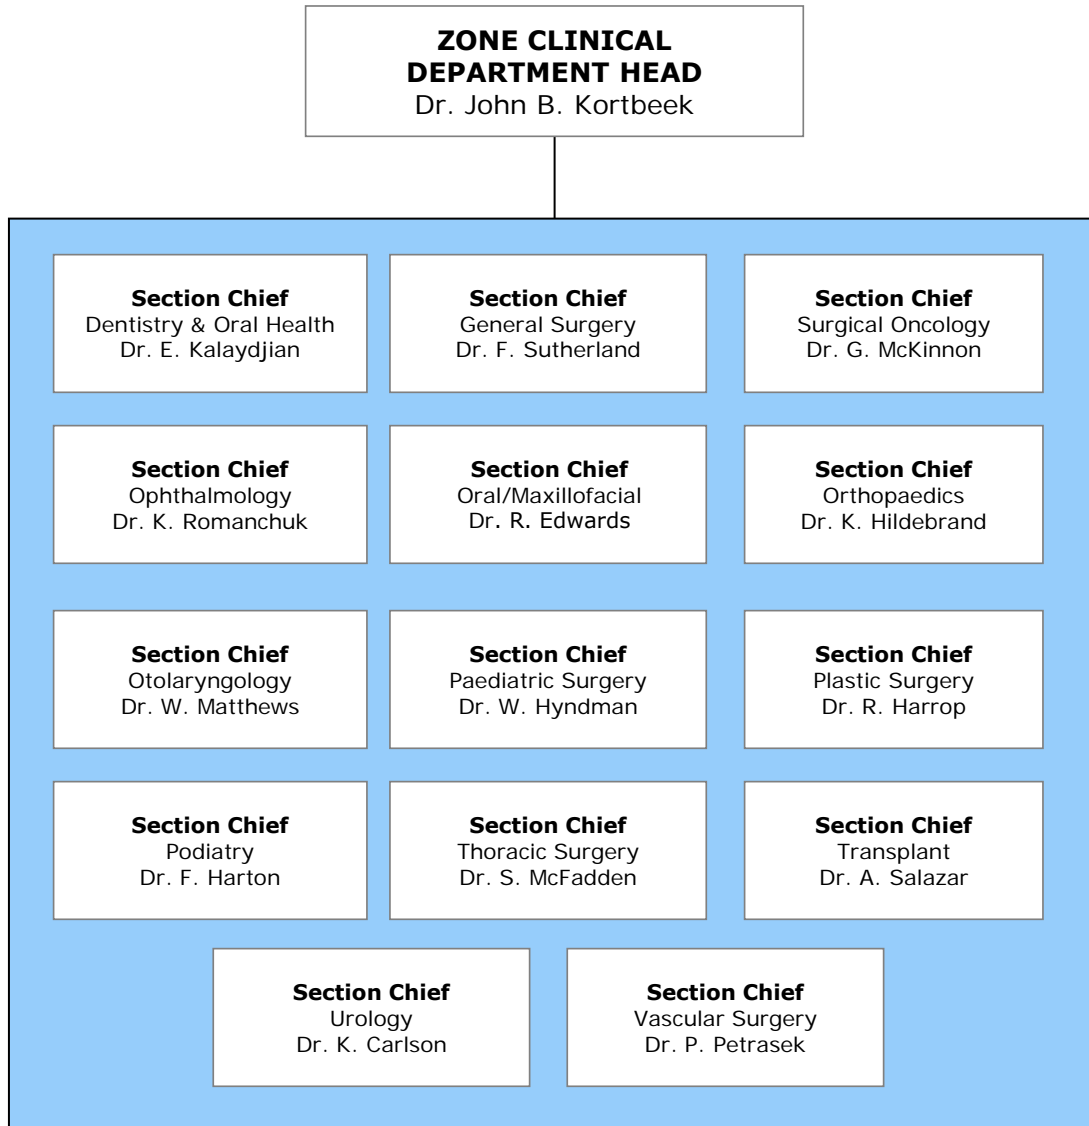 ZONE CLINICAL
DEPARTMENT HEAD
Dr. John B. Kortbeek
Section Chief
Dentistry & Oral Health
Dr. E. Kalaydjian
Section Chief
General Surgery
Dr. F. Sutherland
Section Chief
Surgical Oncology
Dr. G. McKinnon
Section Chief
Ophthalmology
Dr. K. Romanchuk
Section Chief
Oral/Maxillofacial
Dr. R. Edwards
Section Chief
Orthopaedics
Dr. K. Hildebrand
Section Chief
Otolaryngology
Dr. W. Matthews
Section Chief
Paediatric Surgery
Dr. W. Hyndman
Section Chief
Plastic Surgery
Dr. R. Harrop
Section Chief
Podiatry
Dr. F. Harton
Section Chief
Thoracic Surgery
Dr. S. McFadden
Section Chief
Transplant
Dr. A. Salazar
Section Chief
Urology
Dr. K. Carlson
Section Chief
Vascular Surgery
Dr. P. Petrasek